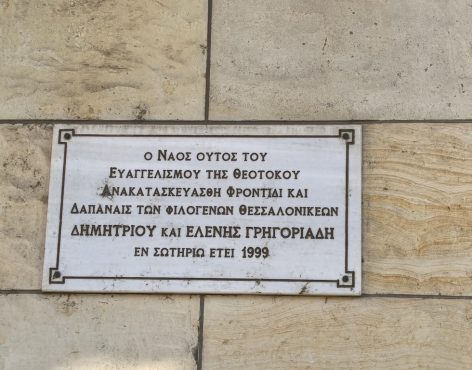 Ο ΝΑΟΣ ΟΥΤΟΣ ΤΟΥ
ΕΥΑΓΓΕΛΙΣΜΟΥ ΤΗΣ ΘΕΟΤΟΚΟΥ
ΑΝΑΚΑΤΑΣΚΕΥΑΣΘΗ ΦΡΟΝΤΙΔΙ ΚΑΙ
ΔΑΠΑΝΑΙΣ ΤΩΝ ΦΙΛΟΓΕΝΩΝ ΘΕΣΣΑΛΟΝΙΚΕΩΝ
ΔΗΜΗΤΡΙΟΥ ΚΑΙ ΕΛΕΝΗΣ ΓΡΗΓΟΡΙΑΔΗ
ΕΝ ΣΩΤΗΡΙΩ ΕΤΕΙ 1999